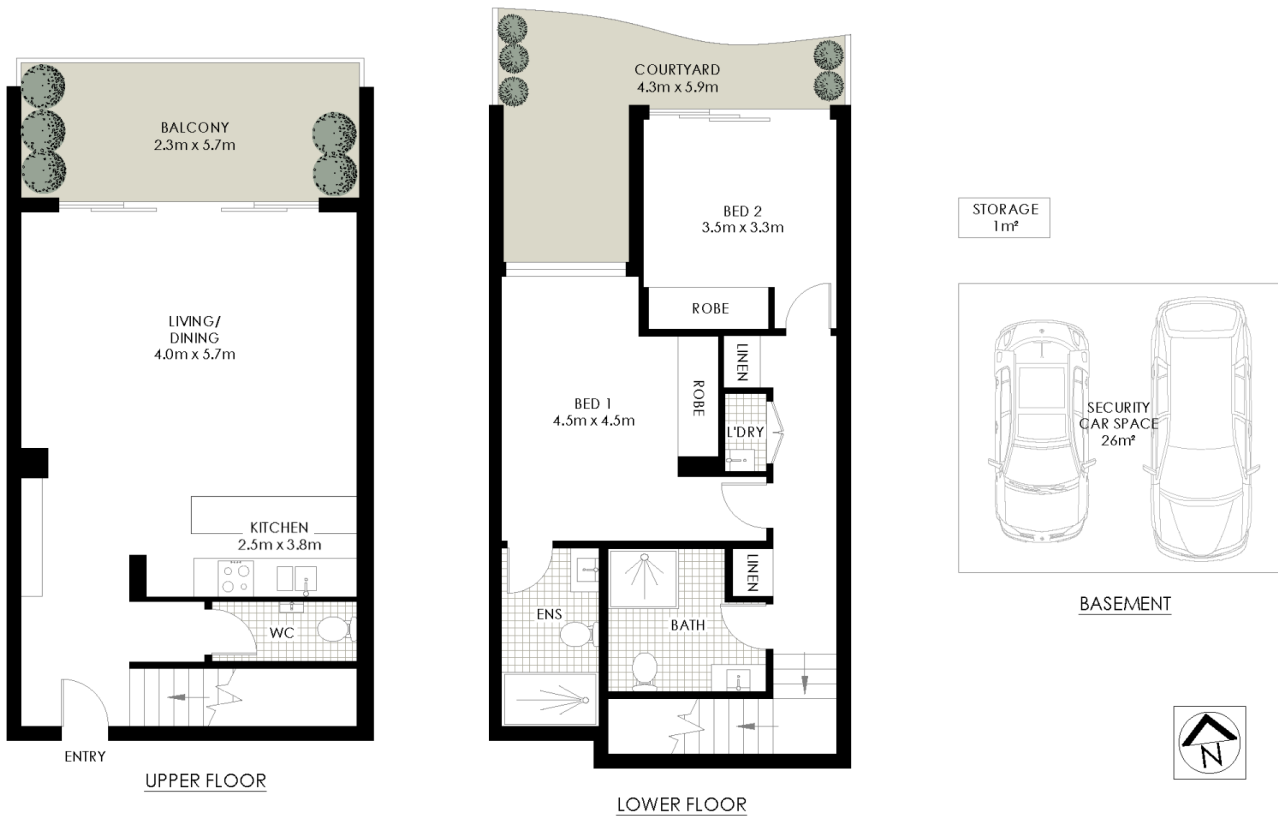 BALCONY
2.3m x 5.7m
LIVING/
DINING
4.0m x 5.7m
KITCHEN
2.5m x 3.8m
WC
ENTRY
UPPER FLOOR
COURTYARD
4.3m x 5.9m
BED 2
3.5m x 3.3m
ROBE
LINEN
ROBE
BED 1
4.5m x 4.5m
L'DRY
LINEN
ENS
BATH
LOWER FLOOR
STORAGE
1m²
SECURITY
CAR SPACE
26m²
BASEMENT
N